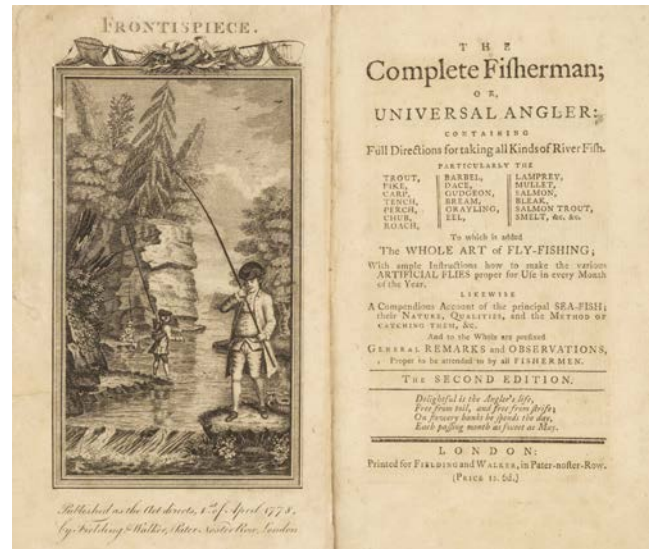 FRONTISPIECE.
Published as the Act directs, 1st of April 1778,
by Fielding & Walker, Pater Noster Row, London
THE
Complete Fiſherman;
OR,
UNIVERSAL ANGLER:
CONTAINING
Full Directions for taking all Kinds of River Fiſh.
PARTICULARLY THE
TROUT, BARBEL, LAMPREY,
PIKE, DACE, MULLET,
CARP, GUDGEON, SALMON,
TENCH, BREAM, BLEAK,
PERCH, GRAYLING, SALMON TROUT,
CHUB, EEL, SMELT, &c. &c.
ROACH,
To which is added
The WHOLE ART of FLY-FISHING;
With ample Inſtructions how to make the various
ARTIFICIAL FLIES proper for Uſe in every Month
of the Year.
LIKEWISE
A Compendious Account of the principal SEA-FISH;
their NATURE, QUALITIES, and the METHOD OF
CATCHING THEM, &c.
And to the Whole are prefixed
GENERAL REMARKS and OBSERVATIONS,
Proper to be attended to by all FISHERMEN.
THE SECOND EDITION.
Delightful is the Angler's life,
Free from toil, and free from ſtrife;
On flowery banks he ſpends the day,
Each paſſing month as ſweet as May.
LONDON:
Printed for FIELDING and WALKER, in Pater-noſter-Row.
(PRICE 1s. 6d.)